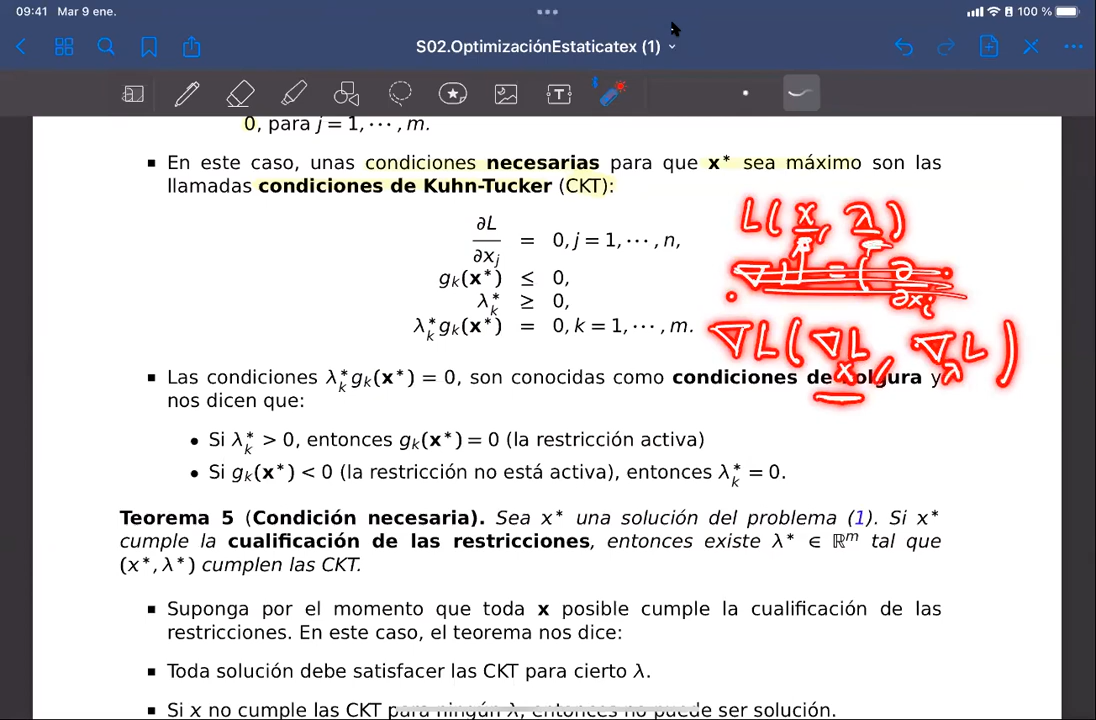 09:41 Mar 9 ene.
100 %
S02.OptimizaciónEstaticatex (1)
0, para j = 1, ⋯ , m.
▪ En este caso, unas condiciones necesarias para que x* sea máximo son las
llamadas condiciones de Kuhn-Tucker (CKT):
∂L/∂x_j = 0, j = 1, ⋯ , n,
g_k(x*) ≤ 0,
λ*_k ≥ 0,
λ*_k g_k(x*) = 0, k = 1, ⋯ , m.
L(x, λ)
∇L(∇_x L, ∇_λ L)
▪ Las condiciones λ*_k g_k(x*) = 0, son conocidas como condiciones de holgura y
nos dicen que:
• Si λ*_k > 0, entonces g_k(x*) = 0 (la restricción activa)
• Si g_k(x*) < 0 (la restricción no está activa), entonces λ*_k = 0.
Teorema 5 (Condición necesaria). Sea x* una solución del problema (1). Si x*
cumple la cualificación de las restricciones, entonces existe λ* ∈ ℝ^m tal que
(x*, λ*) cumplen las CKT.
▪ Suponga por el momento que toda x posible cumple la cualificación de las
restricciones. En este caso, el teorema nos dice:
▪ Toda solución debe satisfacer las CKT para cierto λ.
▪ Si x no cumple las CKT para ningún λ, entonces no puede ser solución.